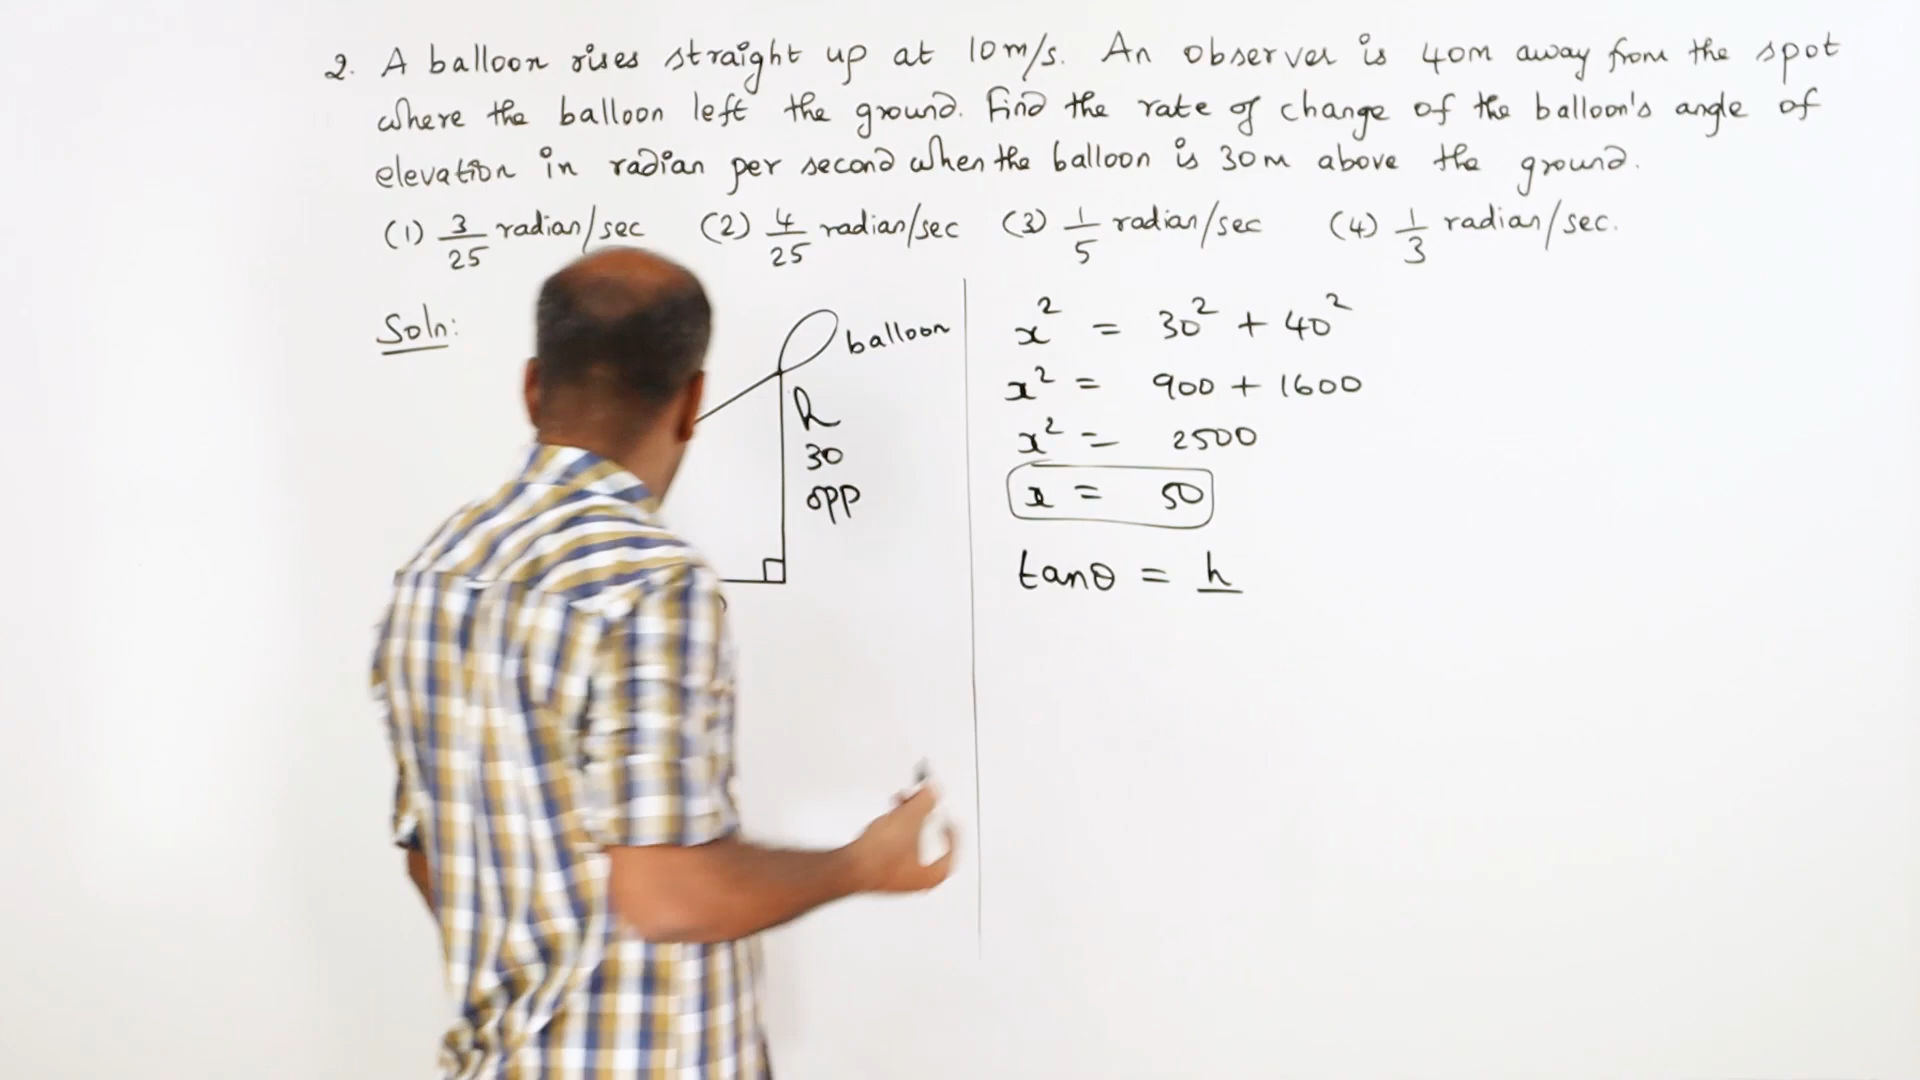 2. A balloon rises straight up at 10m/s. An observer is 40m away from the spot
where the balloon left the ground. Find the rate of change of the balloon's angle of
elevation in radian per second when the balloon is 30m above the ground.
(1) 3/25 radian/sec (2) 4/25 radian/sec (3) 1/5 radian/sec (4) 1/3 radian/sec.
Soln:
balloon
h
30
opp
x² = 30² + 40²
x² = 900 + 1600
x² = 2500
x = 50
tanθ = h